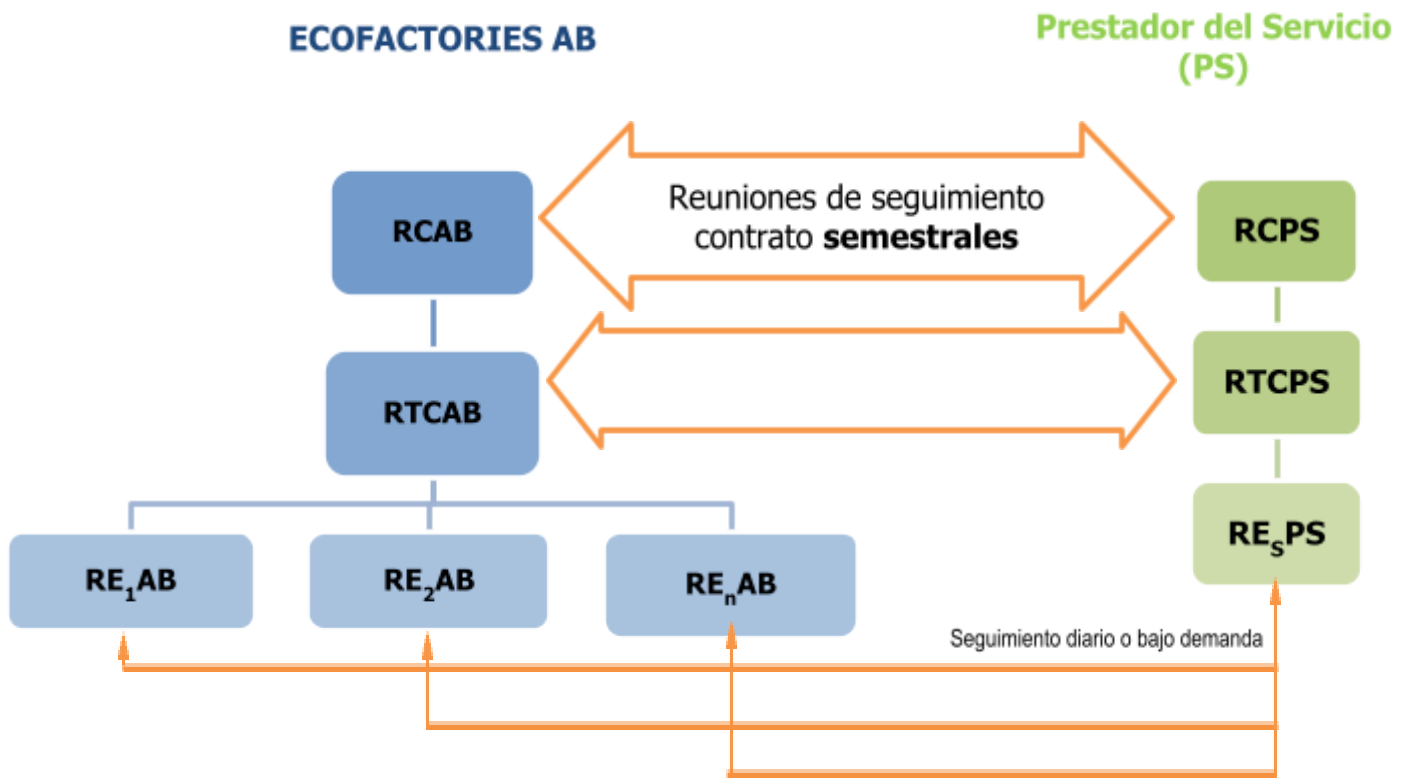 ECOFACTORIES AB
Prestador del Servicio
(PS)
Reuniones de seguimiento
contrato semestrales
RCAB
RCPS
RTCAB
RTCPS
RE₁AB
RE₂AB
REₙAB
REₛPS
Seguimiento diario o bajo demanda